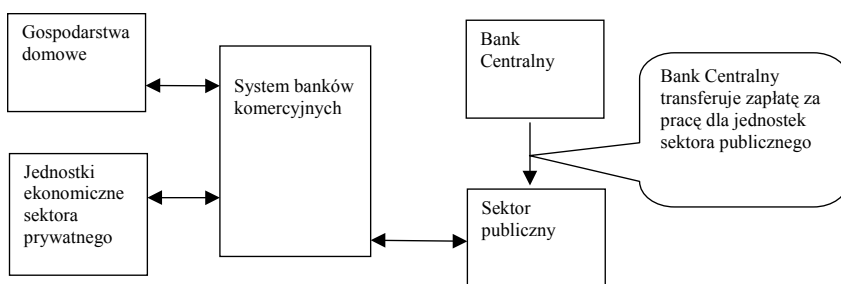 Gospodarstwa
domowe
System banków
komercyjnych
Bank
Centralny
Bank Centralny
transferuje zapłatę za
pracę dla jednostek
sektora publicznego
Jednostki
ekonomiczne
sektora
prywatnego
Sektor
publiczny